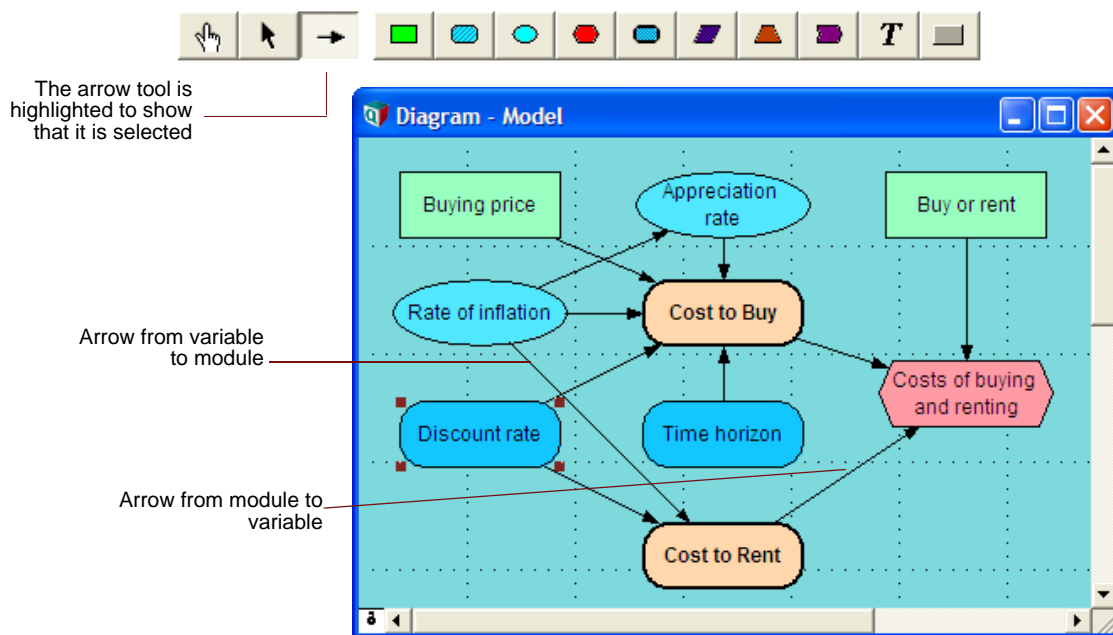 T
The arrow tool is
highlighted to show
that it is selected
Diagram - Model
Buying price
Appreciation
rate
Buy or rent
Rate of inflation
Cost to Buy
Arrow from variable
to module
Costs of buying
and renting
Discount rate
Time horizon
Arrow from module to
variable
Cost to Rent